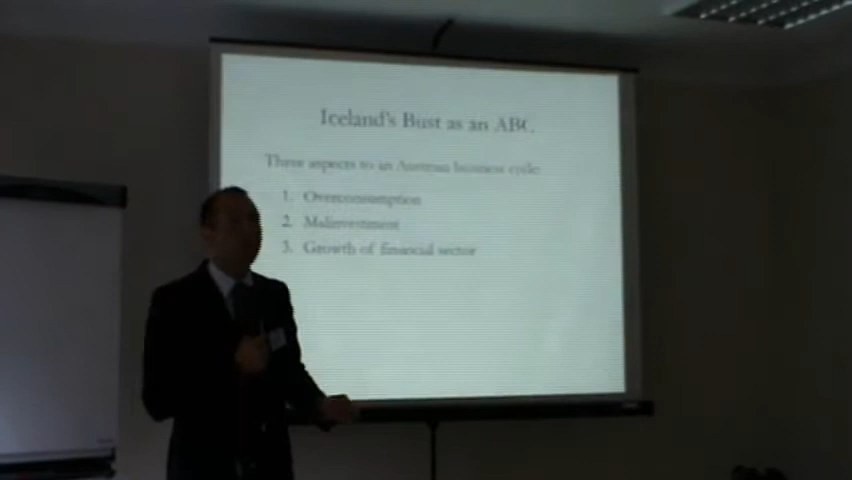 Iceland's Bust as an ABC
Three aspects to an Austrian business cycle:
1. Overconsumption
2. Malinvestment
3. Growth of financial sector